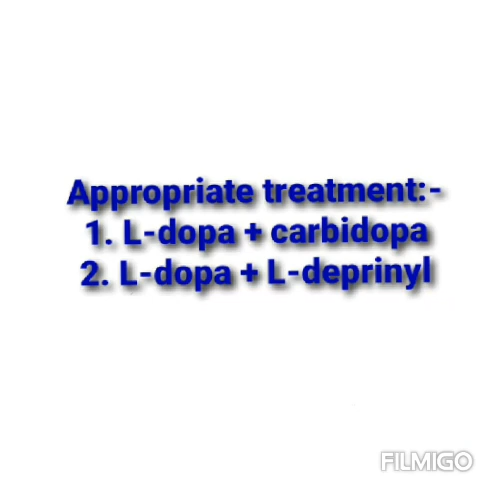 Appropriate treatment:-
1. L-dopa + carbidopa
2. L-dopa + L-deprinyl
FILMIGO